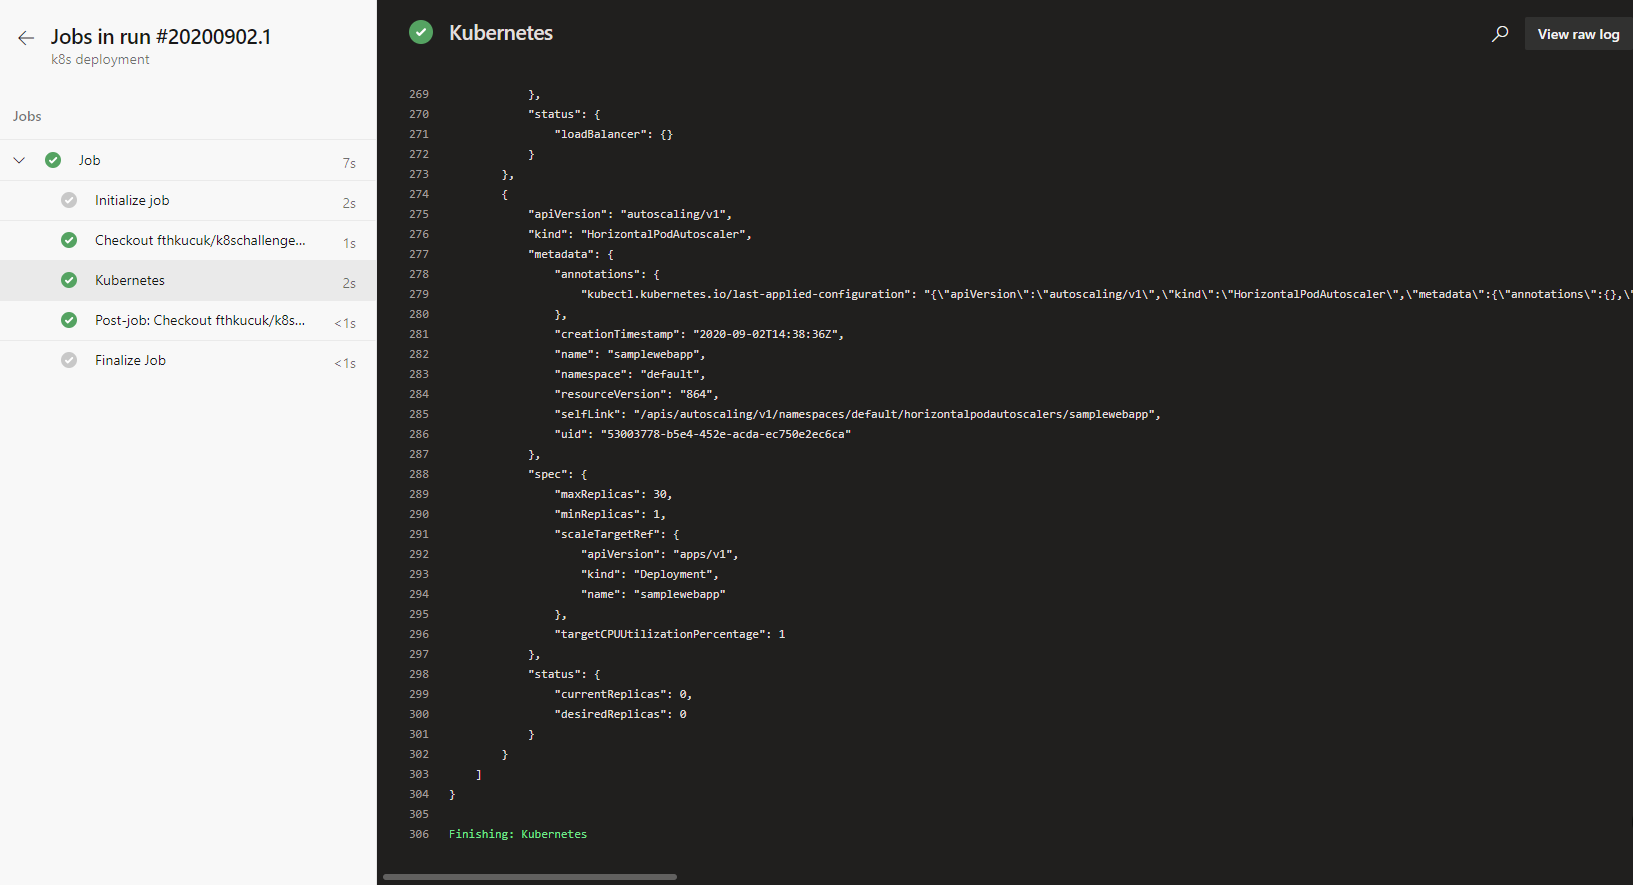 Jobs in run #20200902.1
k8s deployment
Jobs
Job 7s
Initialize job 2s
Checkout fthkucuk/k8schallenge... 1s
Kubernetes 2s
Post-job: Checkout fthkucuk/k8s... <1s
Finalize Job <1s
Kubernetes
View raw log
269 },
270 "status": {
271 "loadBalancer": {}
272 }
273 },
274 {
275 "apiVersion": "autoscaling/v1",
276 "kind": "HorizontalPodAutoscaler",
277 "metadata": {
278 "annotations": {
279 "kubectl.kubernetes.io/last-applied-configuration": "{\"apiVersion\":\"autoscaling/v1\",\"kind\":\"HorizontalPodAutoscaler\",\"metadata\":{\"annotations\":{},\"
280 },
281 "creationTimestamp": "2020-09-02T14:38:36Z",
282 "name": "samplewebapp",
283 "namespace": "default",
284 "resourceVersion": "864",
285 "selfLink": "/apis/autoscaling/v1/namespaces/default/horizontalpodautoscalers/samplewebapp",
286 "uid": "53003778-b5e4-452e-acda-ec750e2ec6ca"
287 },
288 "spec": {
289 "maxReplicas": 30,
290 "minReplicas": 1,
291 "scaleTargetRef": {
292 "apiVersion": "apps/v1",
293 "kind": "Deployment",
294 "name": "samplewebapp"
295 },
296 "targetCPUUtilizationPercentage": 1
297 },
298 "status": {
299 "currentReplicas": 0,
300 "desiredReplicas": 0
301 }
302 }
303 ]
304 }
305
306 Finishing: Kubernetes